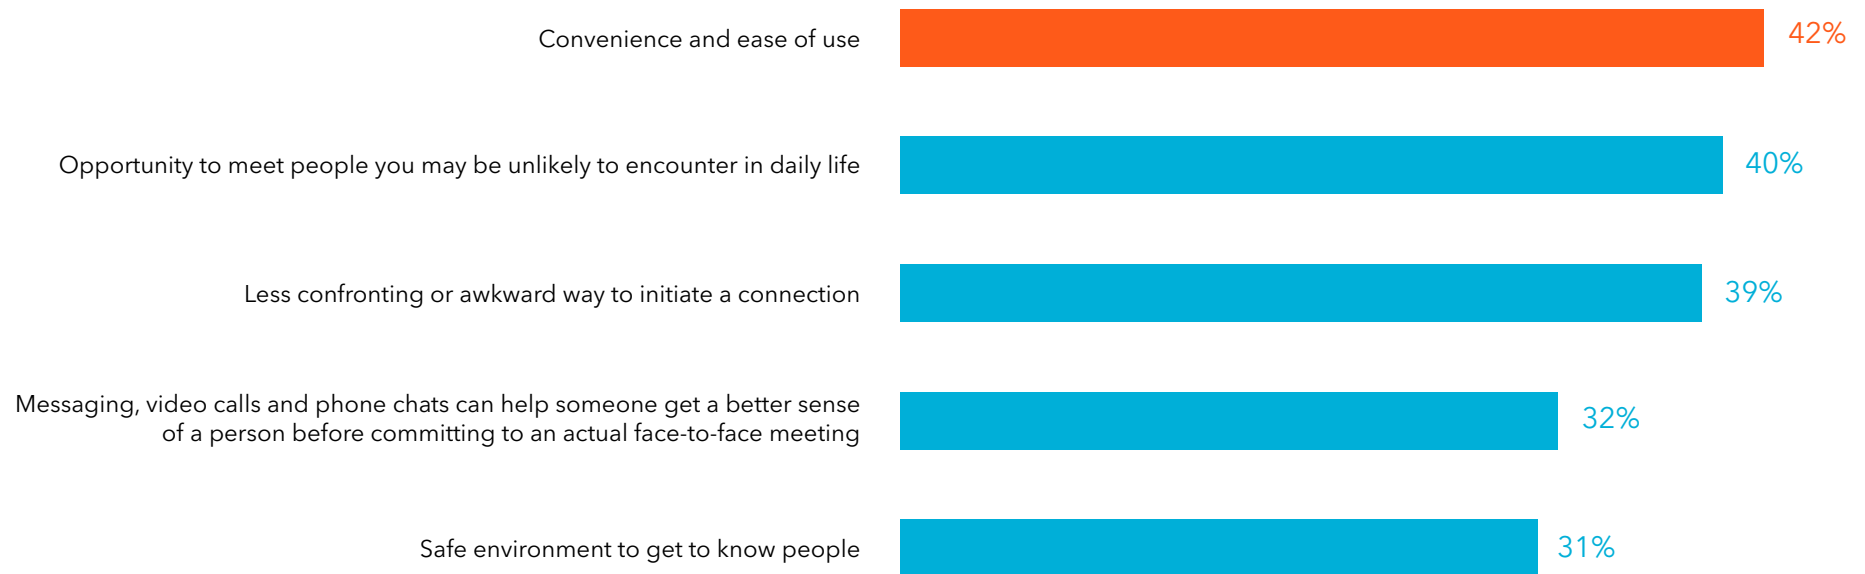 Convenience and ease of use
42%
Opportunity to meet people you may be unlikely to encounter in daily life
40%
Less confronting or awkward way to initiate a connection
39%
Messaging, video calls and phone chats can help someone get a better sense
of a person before committing to an actual face-to-face meeting
32%
Safe environment to get to know people
31%